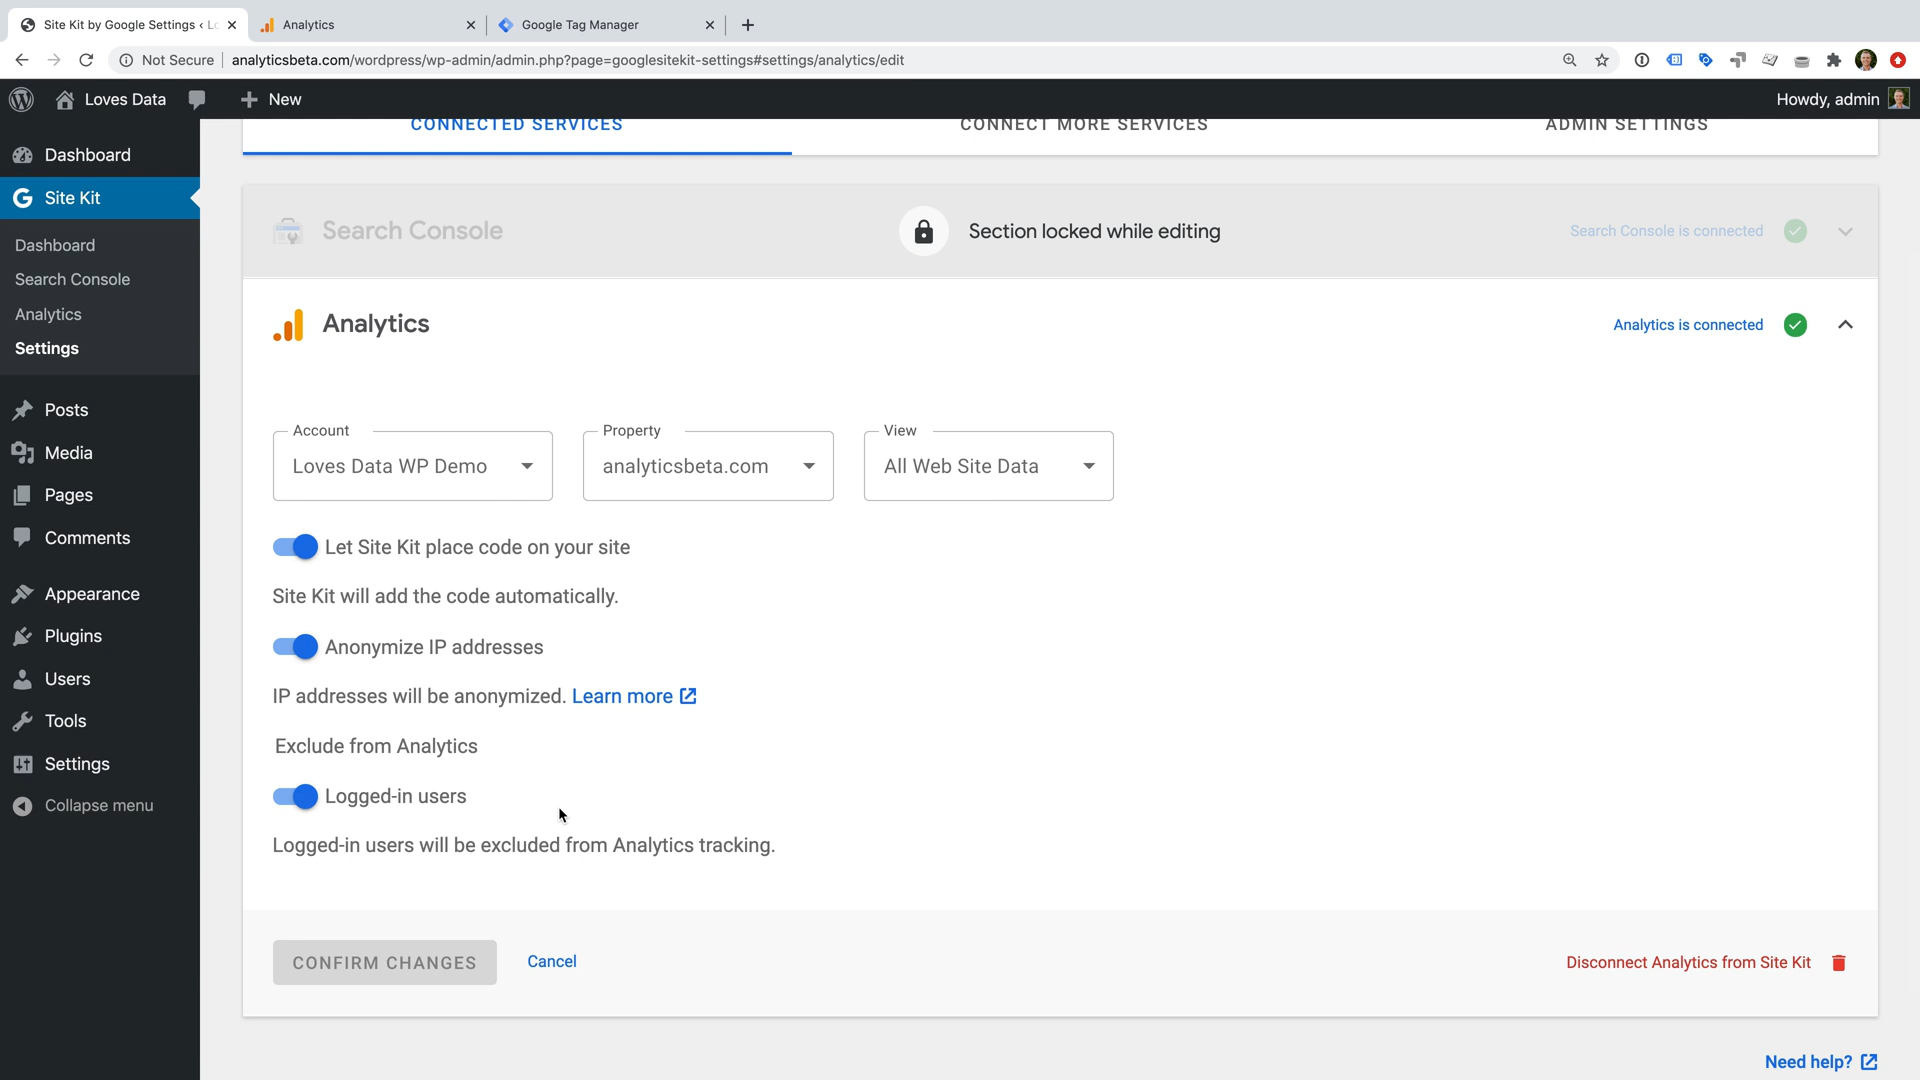 Site Kit by Google Settings ‹ Lo
Analytics
Google Tag Manager
Not Secure
analyticsbeta.com/wordpress/wp-admin/admin.php?page=googlesitekit-settings#settings/analytics/edit
Loves Data
New
Howdy, admin
CONNECTED SERVICES
CONNECT MORE SERVICES
ADMIN SETTINGS
Dashboard
Site Kit
Dashboard
Search Console
Analytics
Settings
Posts
Media
Pages
Comments
Appearance
Plugins
Users
Tools
Settings
Collapse menu
Search Console
Section locked while editing
Search Console is connected
Analytics
Analytics is connected
Account
Loves Data WP Demo
Property
analyticsbeta.com
View
All Web Site Data
Let Site Kit place code on your site
Site Kit will add the code automatically.
Anonymize IP addresses
IP addresses will be anonymized. Learn more
Exclude from Analytics
Logged-in users
Logged-in users will be excluded from Analytics tracking.
CONFIRM CHANGES
Cancel
Disconnect Analytics from Site Kit
Need help?